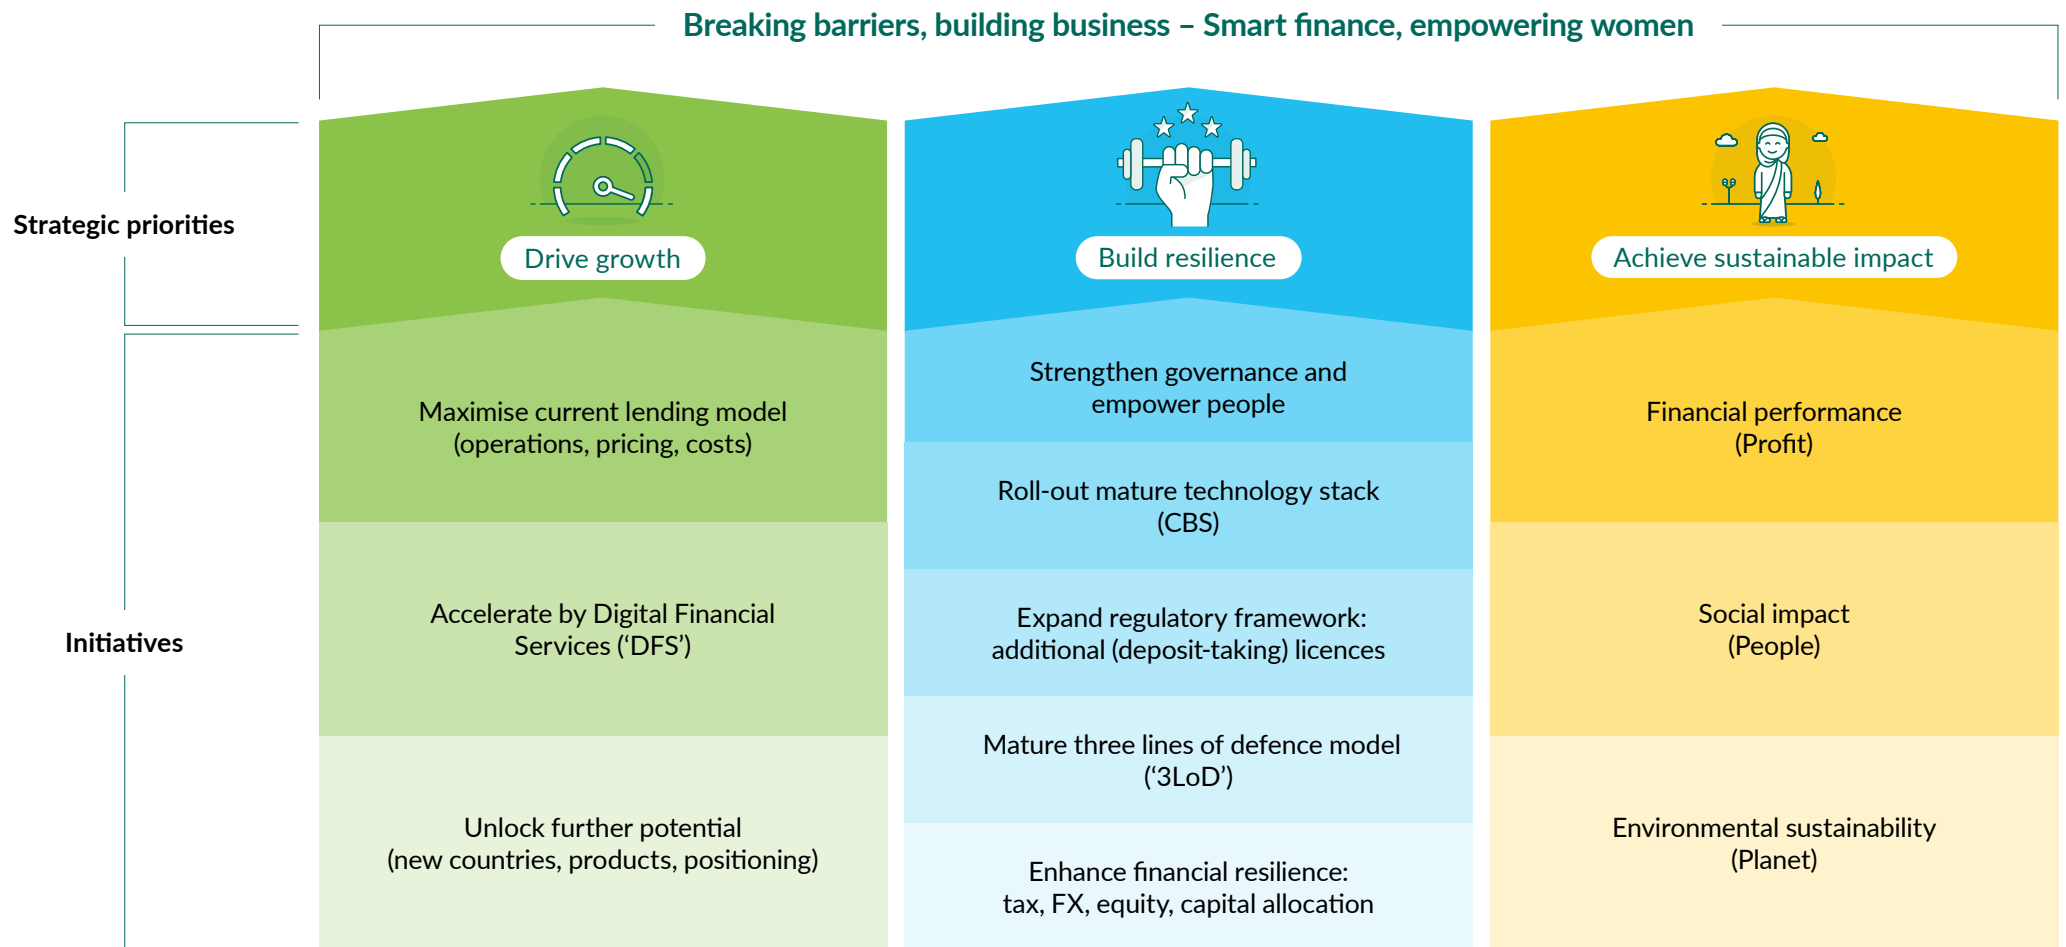 Breaking barriers, building business – Smart finance, empowering women
Strategic priorities
Drive growth
Build resilience
Achieve sustainable impact
Initiatives
Maximise current lending model
(operations, pricing, costs)
Accelerate by Digital Financial
Services (‘DFS’)
Unlock further potential
(new countries, products, positioning)
Strengthen governance and
empower people
Roll-out mature technology stack
(CBS)
Expand regulatory framework:
additional (deposit-taking) licences
Mature three lines of defence model
(‘3LoD’)
Enhance financial resilience:
tax, FX, equity, capital allocation
Financial performance
(Profit)
Social impact
(People)
Environmental sustainability
(Planet)